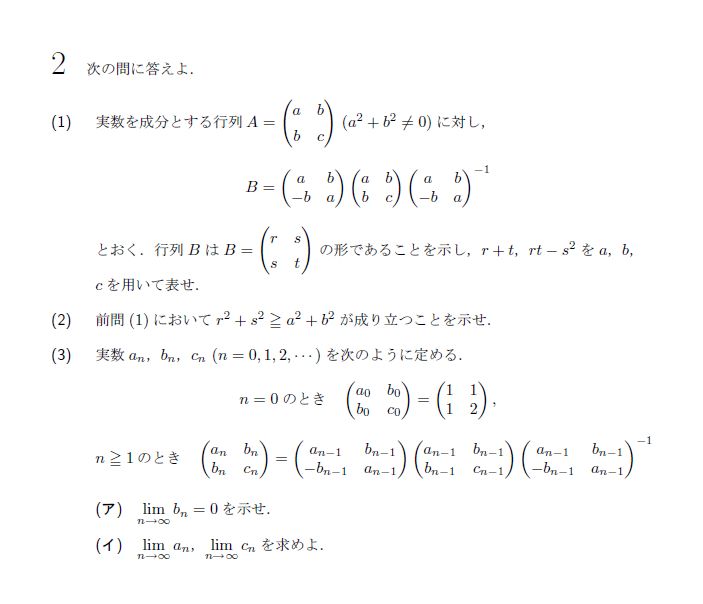 2 次の問に答えよ.
(1) 実数を成分とする行列 A = \begin{pmatrix} a & b \\ b & c \end{pmatrix} (a^2 + b^2 ≠ 0) に対し,
B = \begin{pmatrix} a & b \\ -b & a \end{pmatrix} \begin{pmatrix} a & b \\ b & c \end{pmatrix} \begin{pmatrix} a & b \\ -b & a \end{pmatrix}^{-1}
とおく. 行列 B は B = \begin{pmatrix} r & s \\ s & t \end{pmatrix} の形であることを示し, r + t, rt − s^2 を a, b,
c を用いて表せ.
(2) 前問 (1) において r^2 + s^2 ≧ a^2 + b^2 が成り立つことを示せ.
(3) 実数 a_n, b_n, c_n (n = 0, 1, 2, ⋯) を次のように定める.
n = 0 のとき \begin{pmatrix} a_0 & b_0 \\ b_0 & c_0 \end{pmatrix} = \begin{pmatrix} 1 & 1 \\ 1 & 2 \end{pmatrix},
n ≧ 1 のとき \begin{pmatrix} a_n & b_n \\ b_n & c_n \end{pmatrix} = \begin{pmatrix} a_{n-1} & b_{n-1} \\ -b_{n-1} & a_{n-1} \end{pmatrix} \begin{pmatrix} a_{n-1} & b_{n-1} \\ b_{n-1} & c_{n-1} \end{pmatrix} \begin{pmatrix} a_{n-1} & b_{n-1} \\ -b_{n-1} & a_{n-1} \end{pmatrix}^{-1}
(ア) \lim_{n→∞} b_n = 0 を示せ.
(イ) \lim_{n→∞} a_n, \lim_{n→∞} c_n を求めよ.